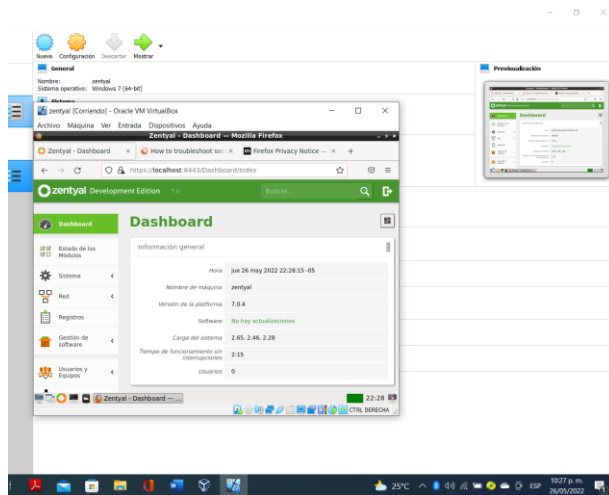 Nueva Configuración Descartar Mostrar
General
Previsualización
Nombre: zentyal
Sistema operativo: Windows 7 (64-bit)
Sistema
zentyal [Corriendo] - Oracle VM VirtualBox
Archivo Máquina Ver Entrada Dispositivos Ayuda
Zentyal - Dashboard — Mozilla Firefox
Zentyal - Dashboard
How to troubleshoot sec
Firefox Privacy Notice —
https://localhost:8443/Dashboard/Index
zentyal Development Edition 7.0
Buscar...
Dashboard
Dashboard
Estado de los Módulos
Información general
Sistema
Hora jue 26 may 2022 22:28:15 -05
Red
Nombre de máquina zentyal
Versión de la plataforma 7.0.4
Registros
Software No hay actualizaciones
Gestión de software
Carga del sistema 2.65, 2.46, 2.28
Tiempo de funcionamiento sin interrupciones 2:15
Usuarios y Equipos
Usuarios 0
Zentyal - Dashboard — ...
22:28
CTRL DERECHA
25°C
ESP
10:27 p. m.
26/05/2022